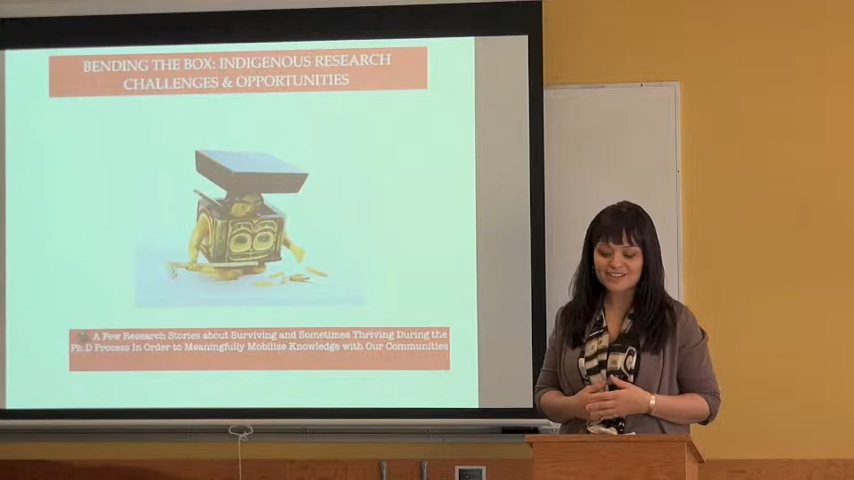 BENDING THE BOX: INDIGENOUS RESEARCH
CHALLENGES & OPPORTUNITIES
A Few Research Stories about Surviving and Sometimes Thriving During the
Ph.D Process in Order to Meaningfully Mobilize Knowledge with Our Communities